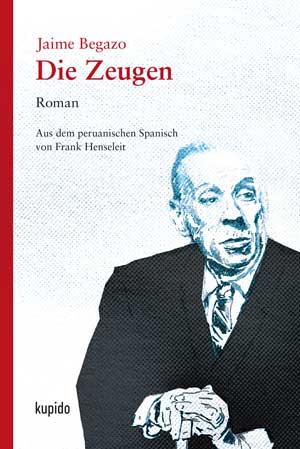 Jaime Begazo
Die Zeugen
Roman
Aus dem peruanischen Spanisch
von Frank Henseleit
kupido